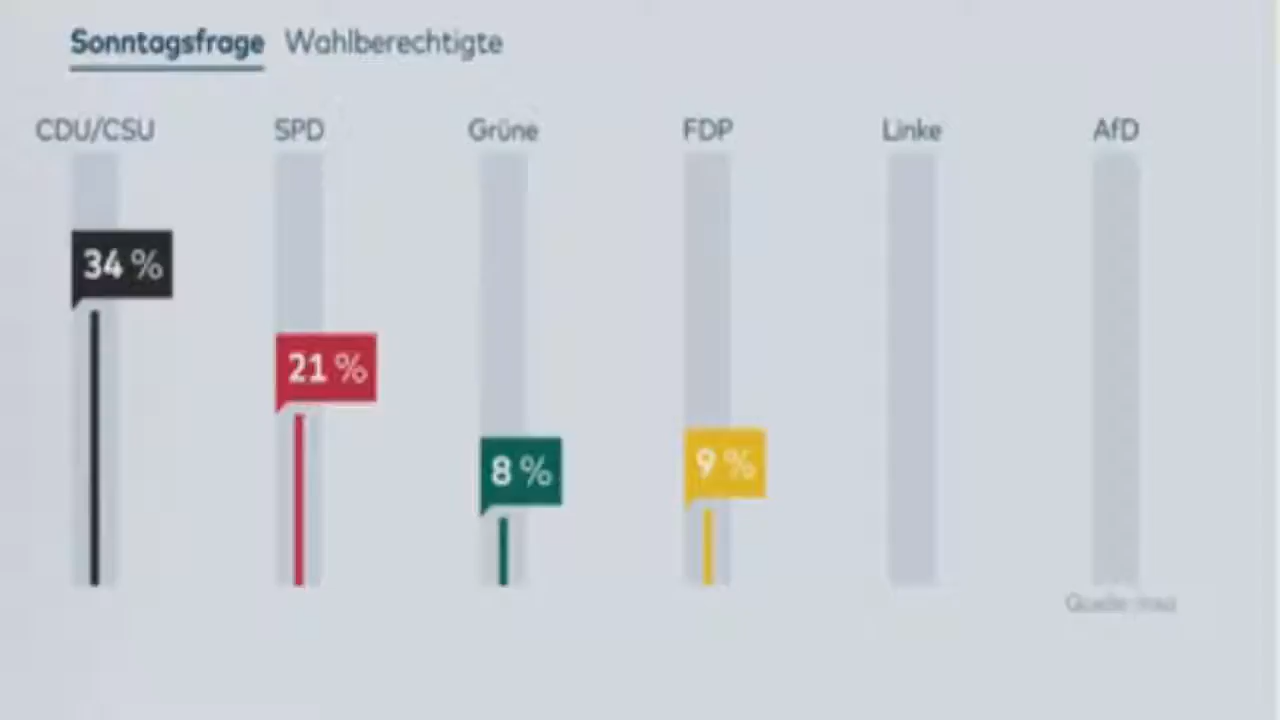 Sonntagsfrage Wahlberechtigte
CDU/CSU SPD Grüne FDP Linke AfD
34 %
21 %
8 %
9 %